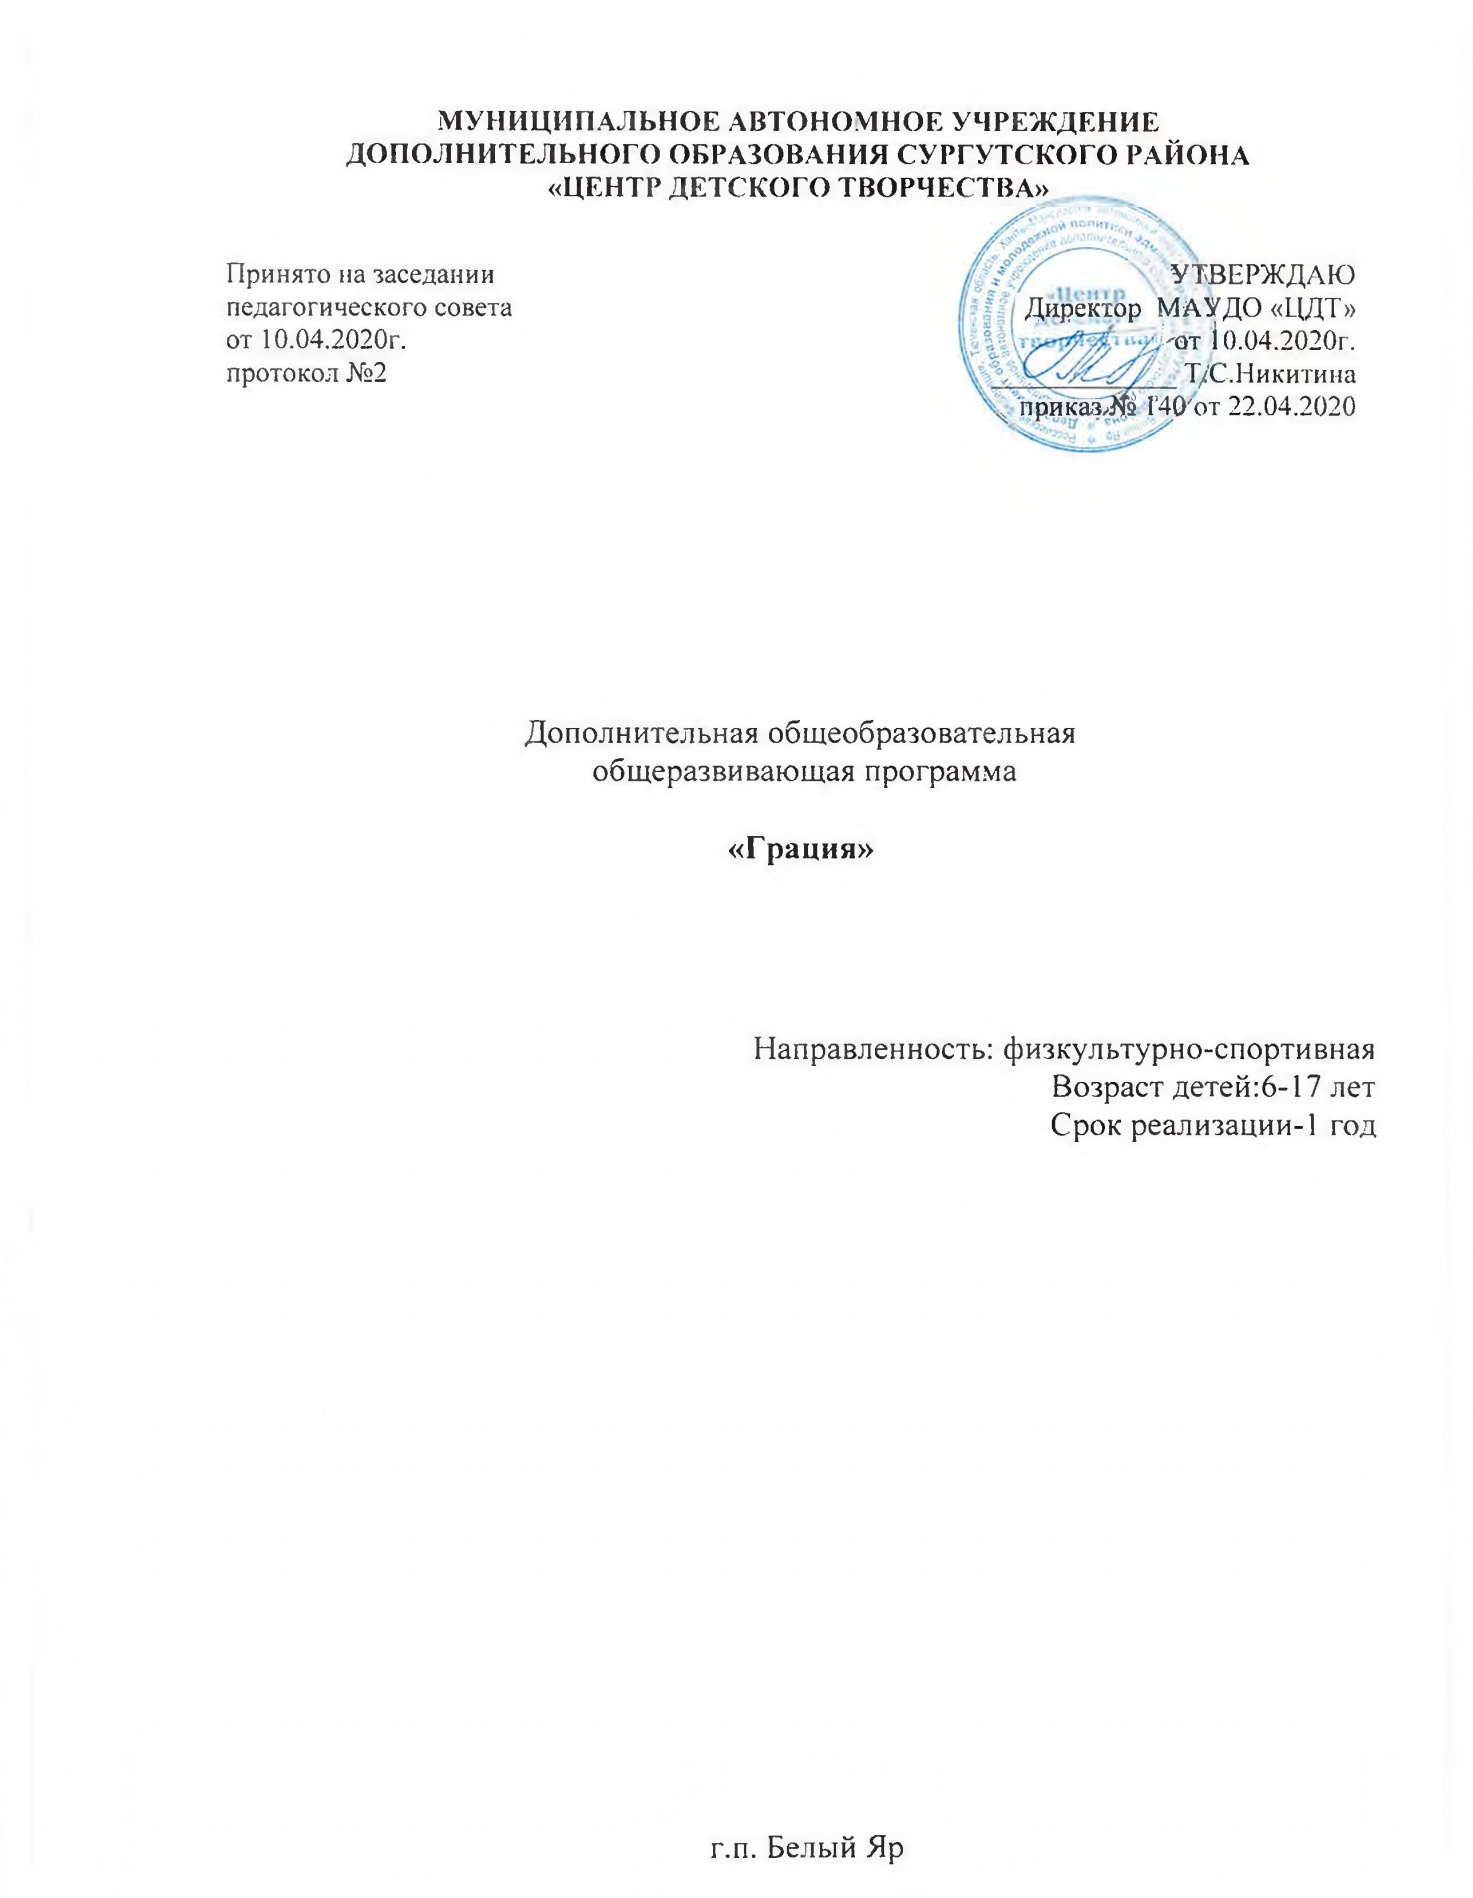 МУНИЦИПАЛЬНОЕ АВТОНОМНОЕ УЧРЕЖДЕНИЕ
ДОПОЛНИТЕЛЬНОГО ОБРАЗОВАНИЯ СУРГУТСКОГО РАЙОНА
«ЦЕНТР ДЕТСКОГО ТВОРЧЕСТВА»
Принято на заседании
педагогического совета
от 10.04.2020г.
протокол №2
УТВЕРЖДАЮ
Директор МАУДО «ЦДТ»
от 10.04.2020г.
Т.С.Никитина
приказ № 140 от 22.04.2020
«Центр
творчества»
Дополнительная общеобразовательная
общеразвивающая программа
«Грация»
Направленность: физкультурно-спортивная
Возраст детей:6-17 лет
Срок реализации-1 год
г.п. Белый Яр